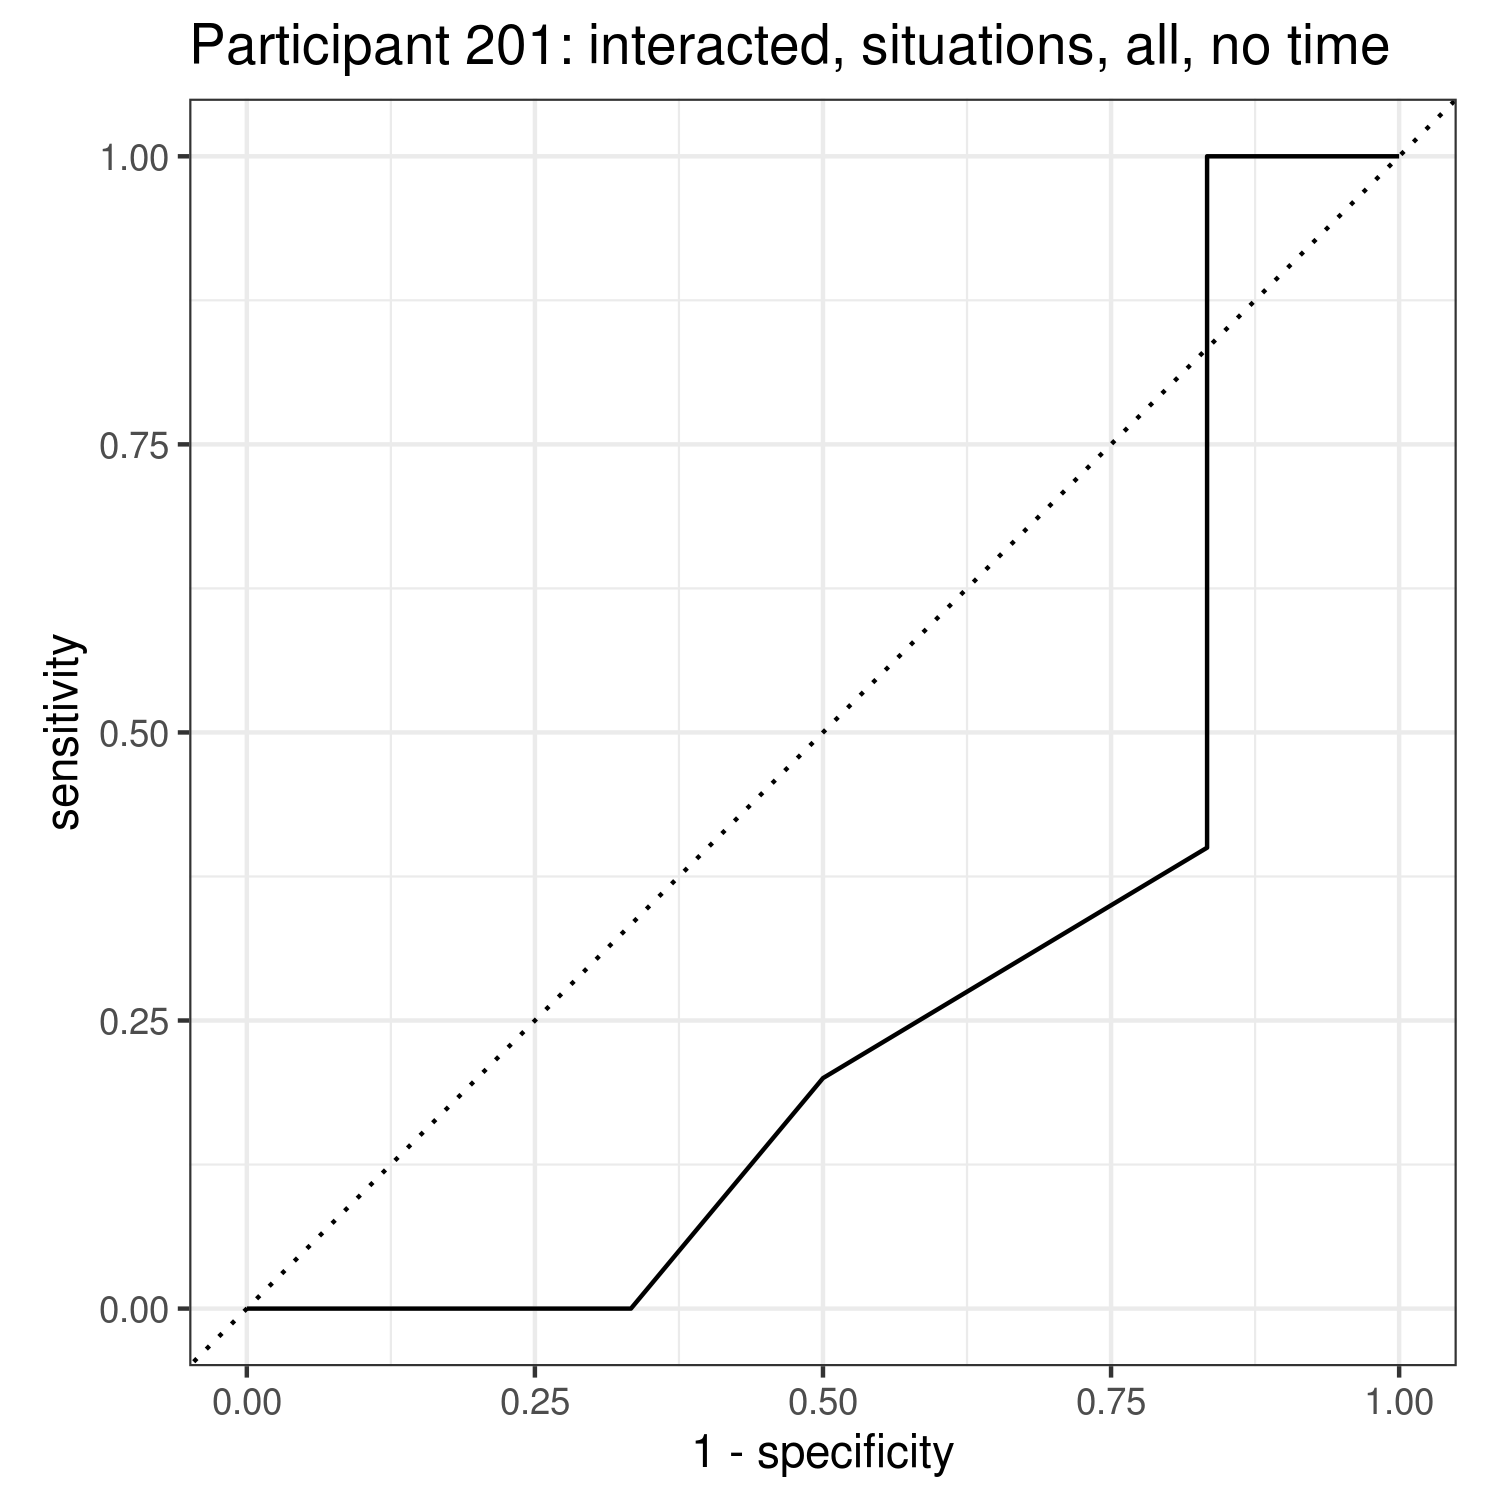 Participant 201: interacted, situations, all, no time
1.00
0.75
0.50
0.25
0.00
sensitivity
0.00 0.25 0.50 0.75 1.00
1 - specificity